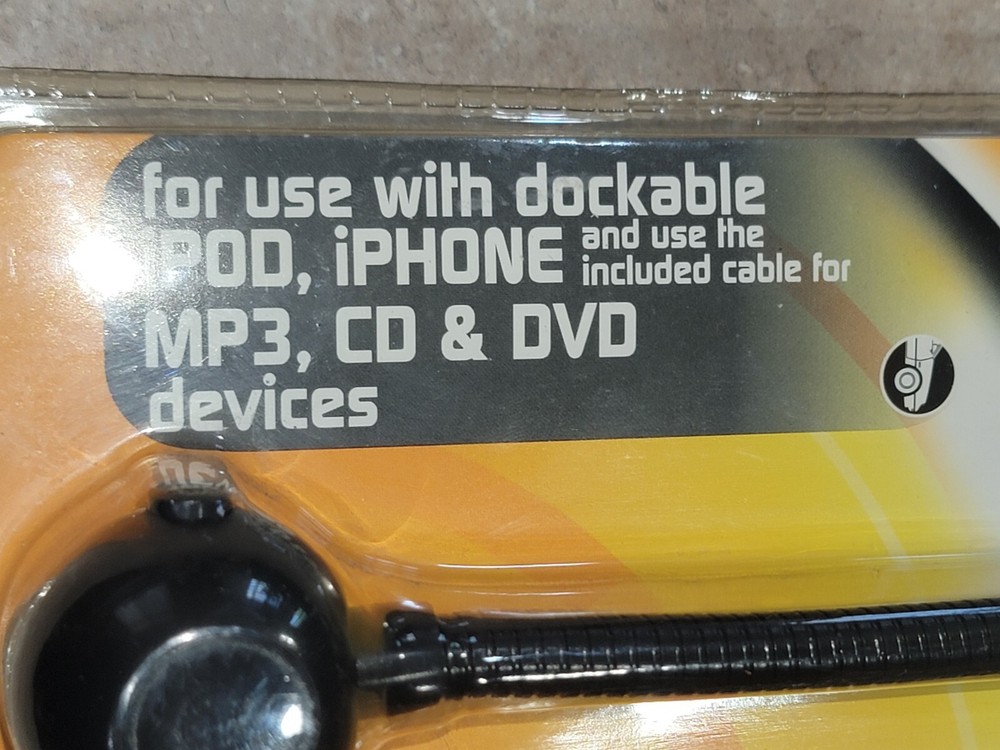 for use with dockable
iPOD, iPHONE and use the
included cable for
MP3, CD & DVD
devices